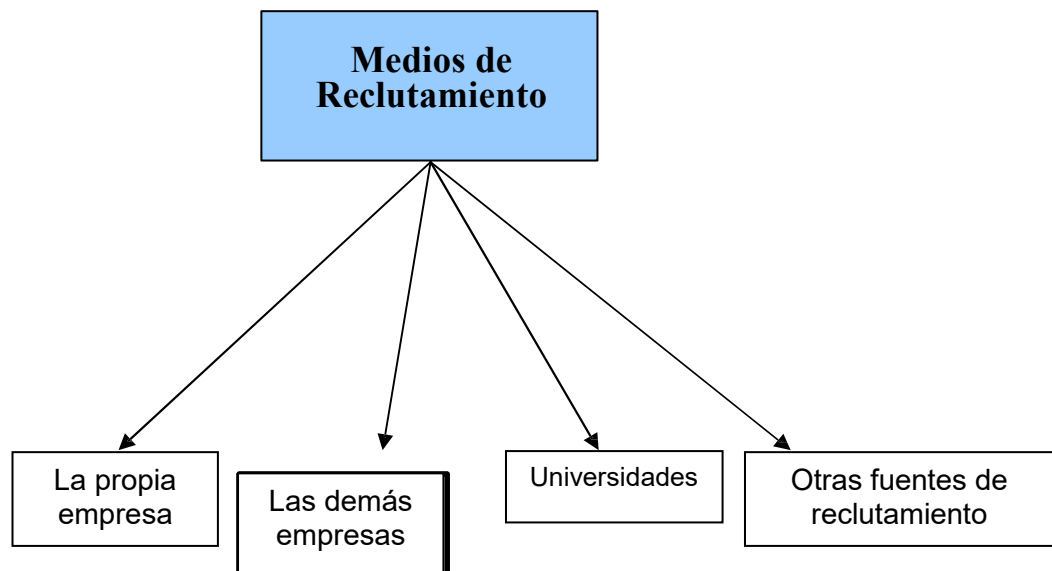 Medios de
Reclutamiento
La propia
empresa
Las demás
empresas
Universidades
Otras fuentes de
reclutamiento